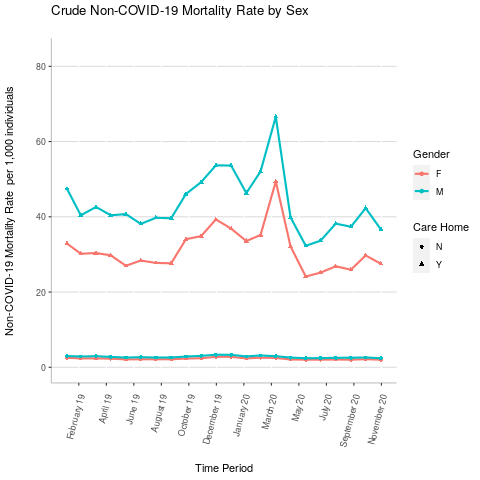 Crude Non-COVID-19 Mortality Rate by Sex
Non-COVID-19 Mortality Rate per 1,000 individuals
80
60
40
20
0
February 19
April 19
June 19
August 19
October 19
December 19
January 20
March 20
May 20
July 20
September 20
November 20
Time Period
Gender
F
M
Care Home
N
Y